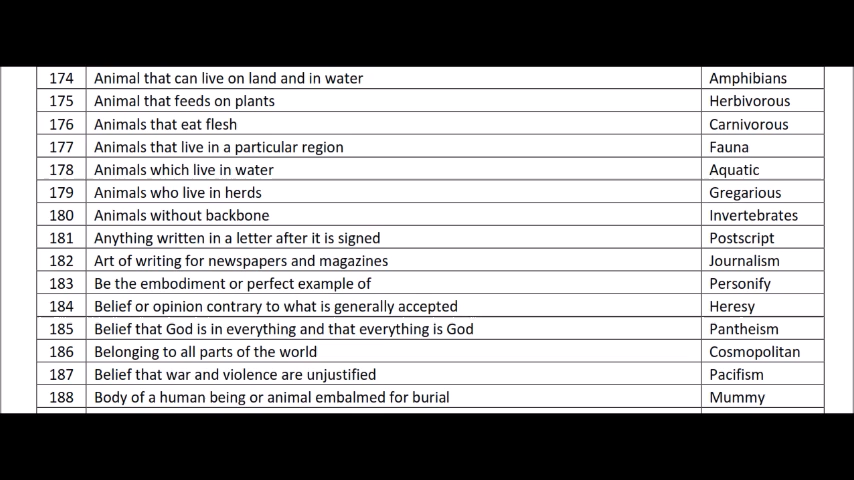 174 Animal that can live on land and in water Amphibians
175 Animal that feeds on plants Herbivorous
176 Animals that eat flesh Carnivorous
177 Animals that live in a particular region Fauna
178 Animals which live in water Aquatic
179 Animals who live in herds Gregarious
180 Animals without backbone Invertebrates
181 Anything written in a letter after it is signed Postscript
182 Art of writing for newspapers and magazines Journalism
183 Be the embodiment or perfect example of Personify
184 Belief or opinion contrary to what is generally accepted Heresy
185 Belief that God is in everything and that everything is God Pantheism
186 Belonging to all parts of the world Cosmopolitan
187 Belief that war and violence are unjustified Pacifism
188 Body of a human being or animal embalmed for burial Mummy